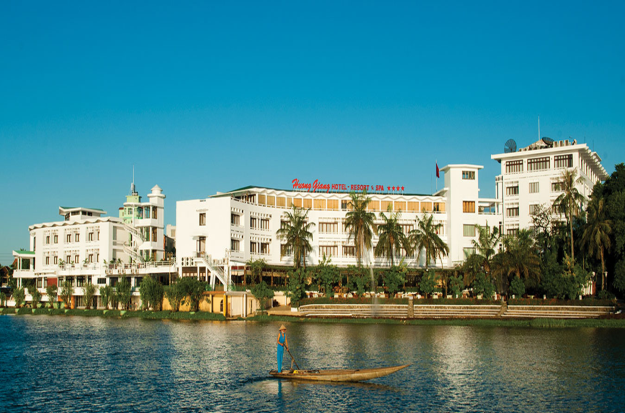 Huong Giang HOTEL - RESORT & SPA ★★★★